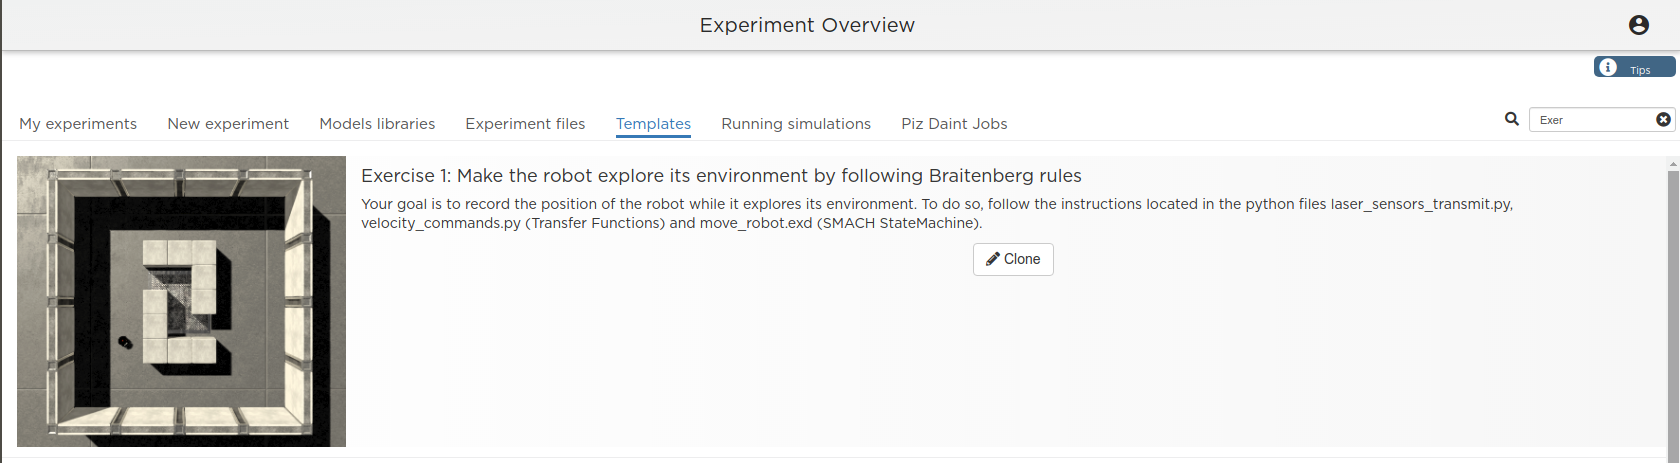 Experiment Overview
Tips
My experiments New experiment Models libraries Experiment files Templates Running simulations Piz Daint Jobs Exer
Exercise 1: Make the robot explore its environment by following Braitenberg rules
Your goal is to record the position of the robot while it explores its environment. To do so, follow the instructions located in the python files laser_sensors_transmit.py,
velocity_commands.py (Transfer Functions) and move_robot.exd (SMACH StateMachine).
Clone